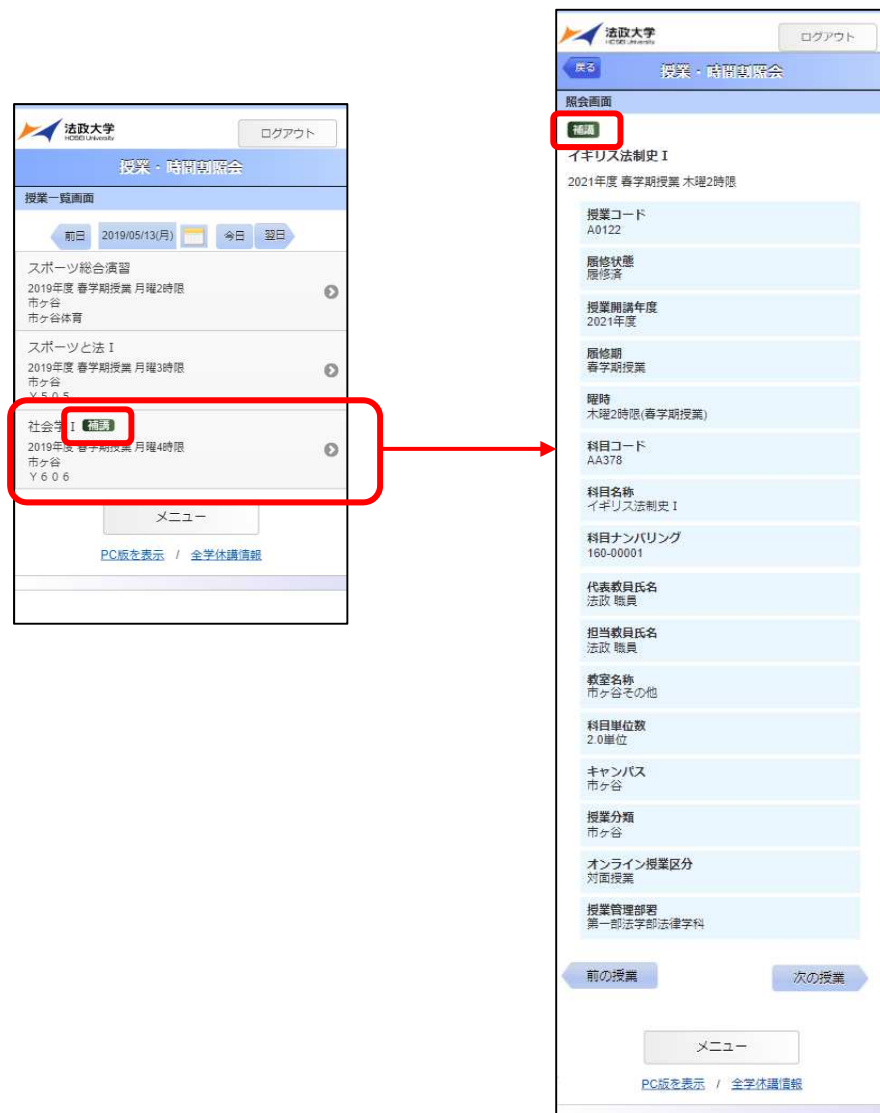 法政大学
HOSEI University
ログアウト
授業・時間割照会
授業一覧画面
前日 2019/05/13(月) 今日 翌日
スポーツ総合演習
2019年度 春学期授業 月曜2時限
市ヶ谷
市ヶ谷体育
スポーツと法Ⅰ
2019年度 春学期授業 月曜3時限
市ヶ谷
Y505
社会学Ⅰ 補講
2019年度 春学期授業 月曜4時限
市ヶ谷
Y606
メニュー
PC版を表示 / 全学休講情報
法政大学
HOSEI University
ログアウト
戻る 授業・時間割照会
照会画面
補講
イギリス法制史Ⅰ
2021年度 春学期授業 木曜2時限
授業コード
A0122
履修状態
履修済
授業開講年度
2021年度
履修期
春学期授業
曜時
木曜2時限(春学期授業)
科目コード
AA378
科目名称
イギリス法制史Ⅰ
科目ナンバリング
160-00001
代表教員氏名
法政 職員
担当教員氏名
法政 職員
教室名称
市ヶ谷その他
科目単位数
2.0単位
キャンパス
市ヶ谷
授業分類
市ヶ谷
オンライン授業区分
対面授業
授業管理部署
第一部法学部法律学科
前の授業 次の授業
メニュー
PC版を表示 / 全学休講情報